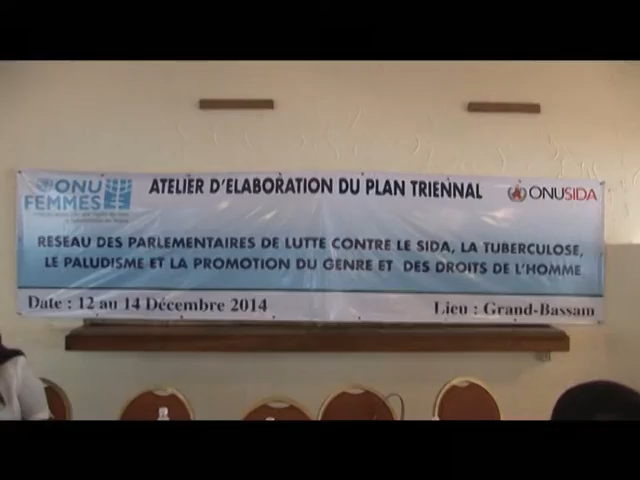 ONU
FEMMES
ATELIER D'ELABORATION DU PLAN TRIENNAL
ONUSIDA
RESEAU DES PARLEMENTAIRES DE LUTTE CONTRE LE SIDA, LA TUBERCULOSE,
LE PALUDISME ET LA PROMOTION DU GENRE ET DES DROITS DE L'HOMME
Date : 12 au 14 Décembre 2014
Lieu : Grand-Bassam